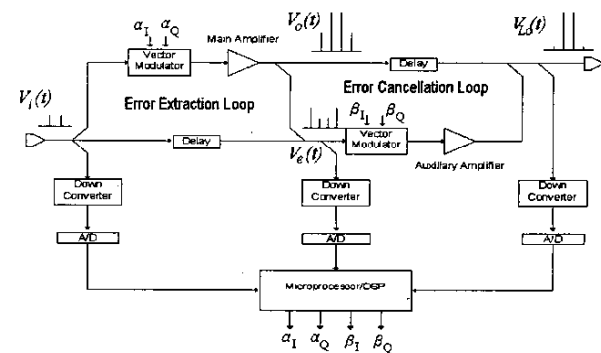 α_I α_Q
V_o(t)
V_Lo(t)
Main Amplifier
Vector
Modulator
Delay
V_i(t)
Error Extraction Loop
Error Cancellation Loop
β_I β_Q
Delay
V_e(t)
Vector
Modulator
Auxiliary Amplifier
Down
Converter
Down
Converter
Down
Converter
A/D
A/D
A/D
Microprocessor/DSP
α_I α_Q β_I β_Q